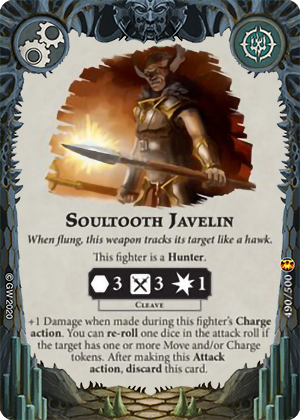 Soultooth Javelin
When flung, this weapon tracks its target like a hawk.
This fighter is a Hunter.
3 3 1
Cleave
+1 Damage when made during this fighter's Charge
action. You can re-roll one dice in the attack roll if
the target has one or more Move and/or Charge
tokens. After making this Attack
action, discard this card.
© GW 2020
490/500